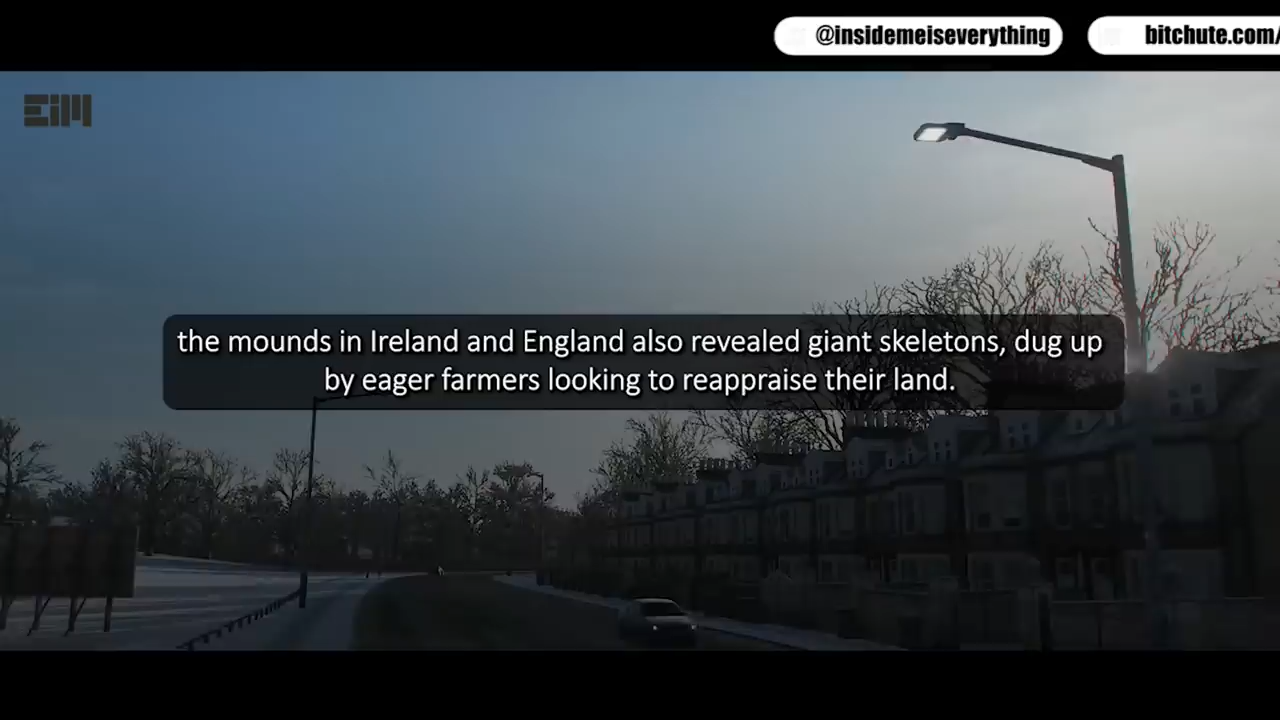 @insidemeiseverything
bitchute.com/
EiM
the mounds in Ireland and England also revealed giant skeletons, dug up
by eager farmers looking to reappraise their land.